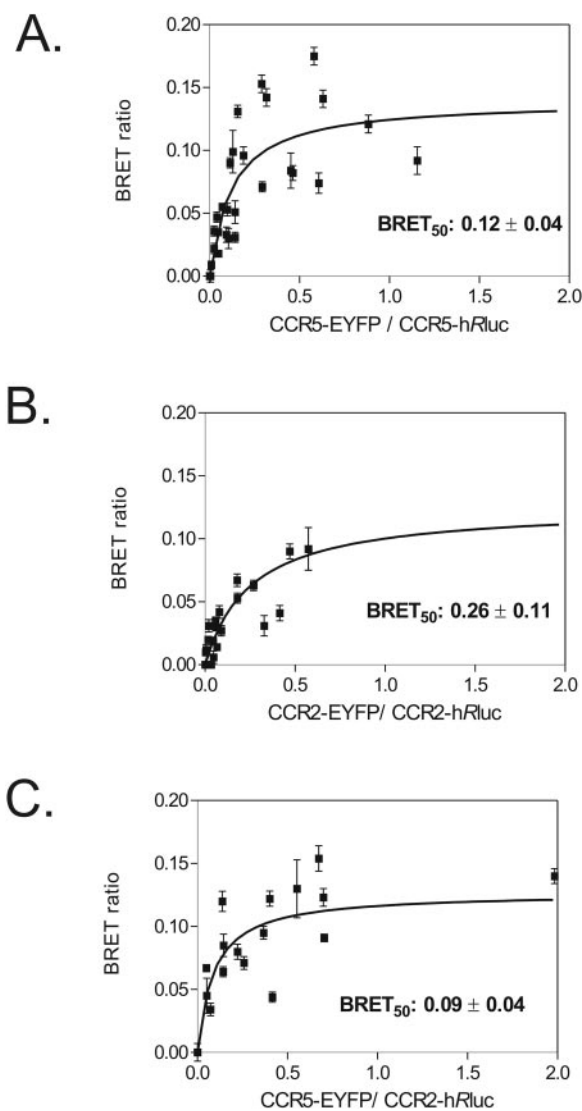 A.
0.20
0.15
0.10
0.05
0.00
BRET ratio
BRET50: 0.12 ± 0.04
0.0 0.5 1.0 1.5 2.0
CCR5-EYFP / CCR5-hRluc
B.
0.20
0.15
0.10
0.05
0.00
BRET ratio
BRET50: 0.26 ± 0.11
0.0 0.5 1.0 1.5 2.0
CCR2-EYFP/ CCR2-hRluc
C.
0.20
0.15
0.10
0.05
0.00
BRET ratio
BRET50: 0.09 ± 0.04
0.0 0.5 1.0 1.5 2.0
CCR5-EYFP/ CCR2-hRluc